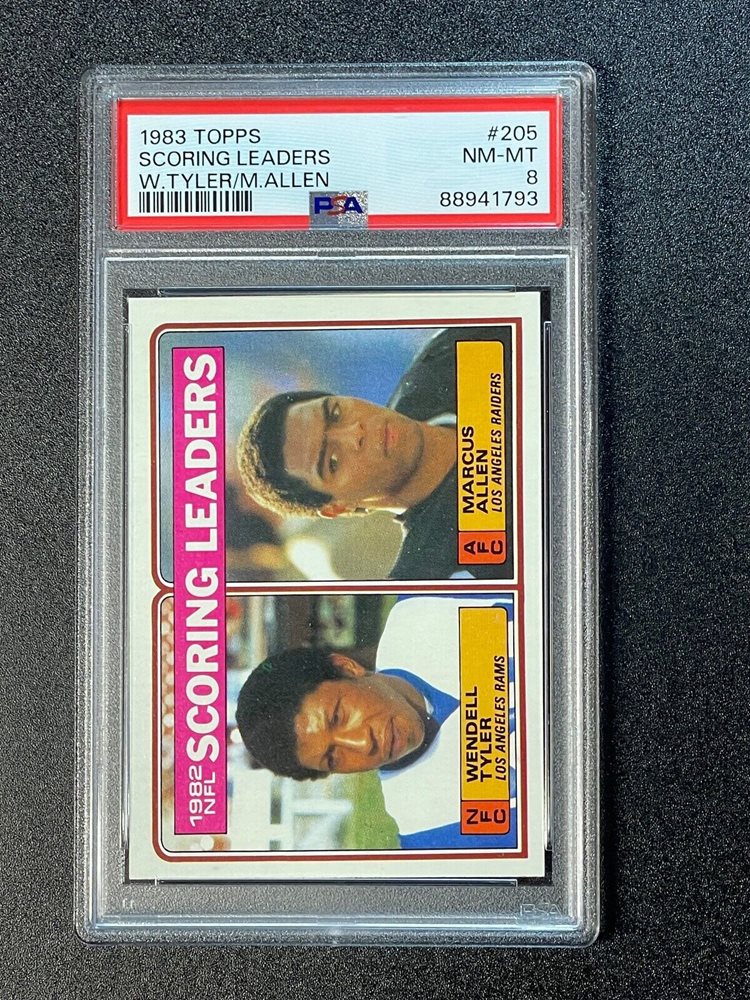 1983 TOPPS #205
SCORING LEADERS NM-MT
W.TYLER/M.ALLEN 8
PSA 88941793
1982
NFL
SCORING LEADERS
NFC
WENDELL
TYLER
LOS ANGELES RAMS
AFC
MARCUS
ALLEN
LOS ANGELES RAIDERS
PSA